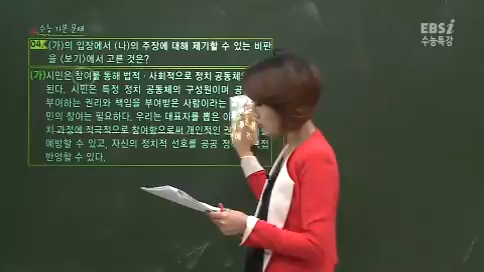 수능기본문제
EBSi
수능특강
04. (가)의 입장에서 (나)의 주장에 대해 제기할 수 있는 비판
을 〈보기〉에서 고른 것은?
(가) 시민은 참여를 통해 법적·사회적으로 정치 공동체의
된다. 시민은 특정 정치 공동체의 구성원이며
부여하는 권리와 책임을 부여받은 사람이라는
민의 참여는 필요하다. 우리는 대표자를 뽑은
치 과정에 적극적으로 참여함으로써 개인적인
예방할 수 있고, 자신의 정치적 선호를 공공
반영할 수 있다.